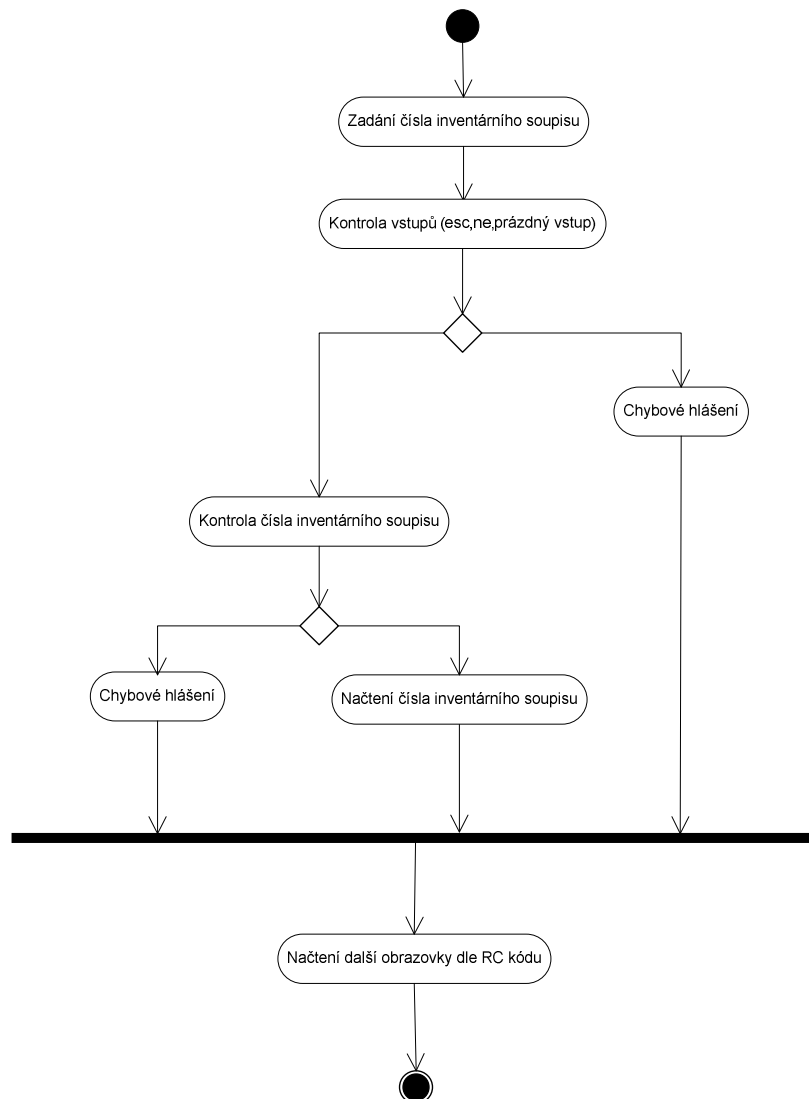 Zadání čísla inventárního soupisu
Kontrola vstupů (esc,ne,prázdný vstup)
Chybové hlášení
Kontrola čísla inventárního soupisu
Chybové hlášení
Načtení čísla inventárního soupisu
Načtení další obrazovky dle RC kódu